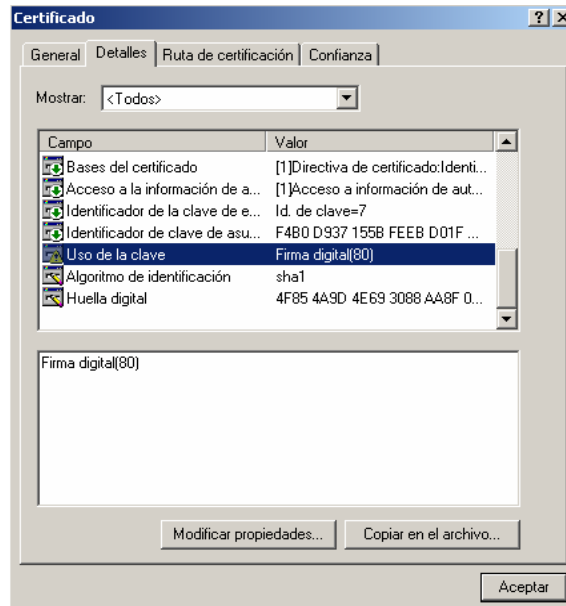 Certificado
General Detalles Ruta de certificación Confianza
Mostrar: <Todos>
Campo Valor
Bases del certificado [1]Directiva de certificado:Identi...
Acceso a la información de a... [1]Acceso a información de aut...
Identificador de la clave de e... Id. de clave=7
Identificador de clave de asu... F4B0 D937 155B FEEB D01F ...
Uso de la clave Firma digital(80)
Algoritmo de identificación sha1
Huella digital 4F85 4A9D 4E69 3088 AA8F 0...
Firma digital(80)
Modificar propiedades... Copiar en el archivo...
Aceptar